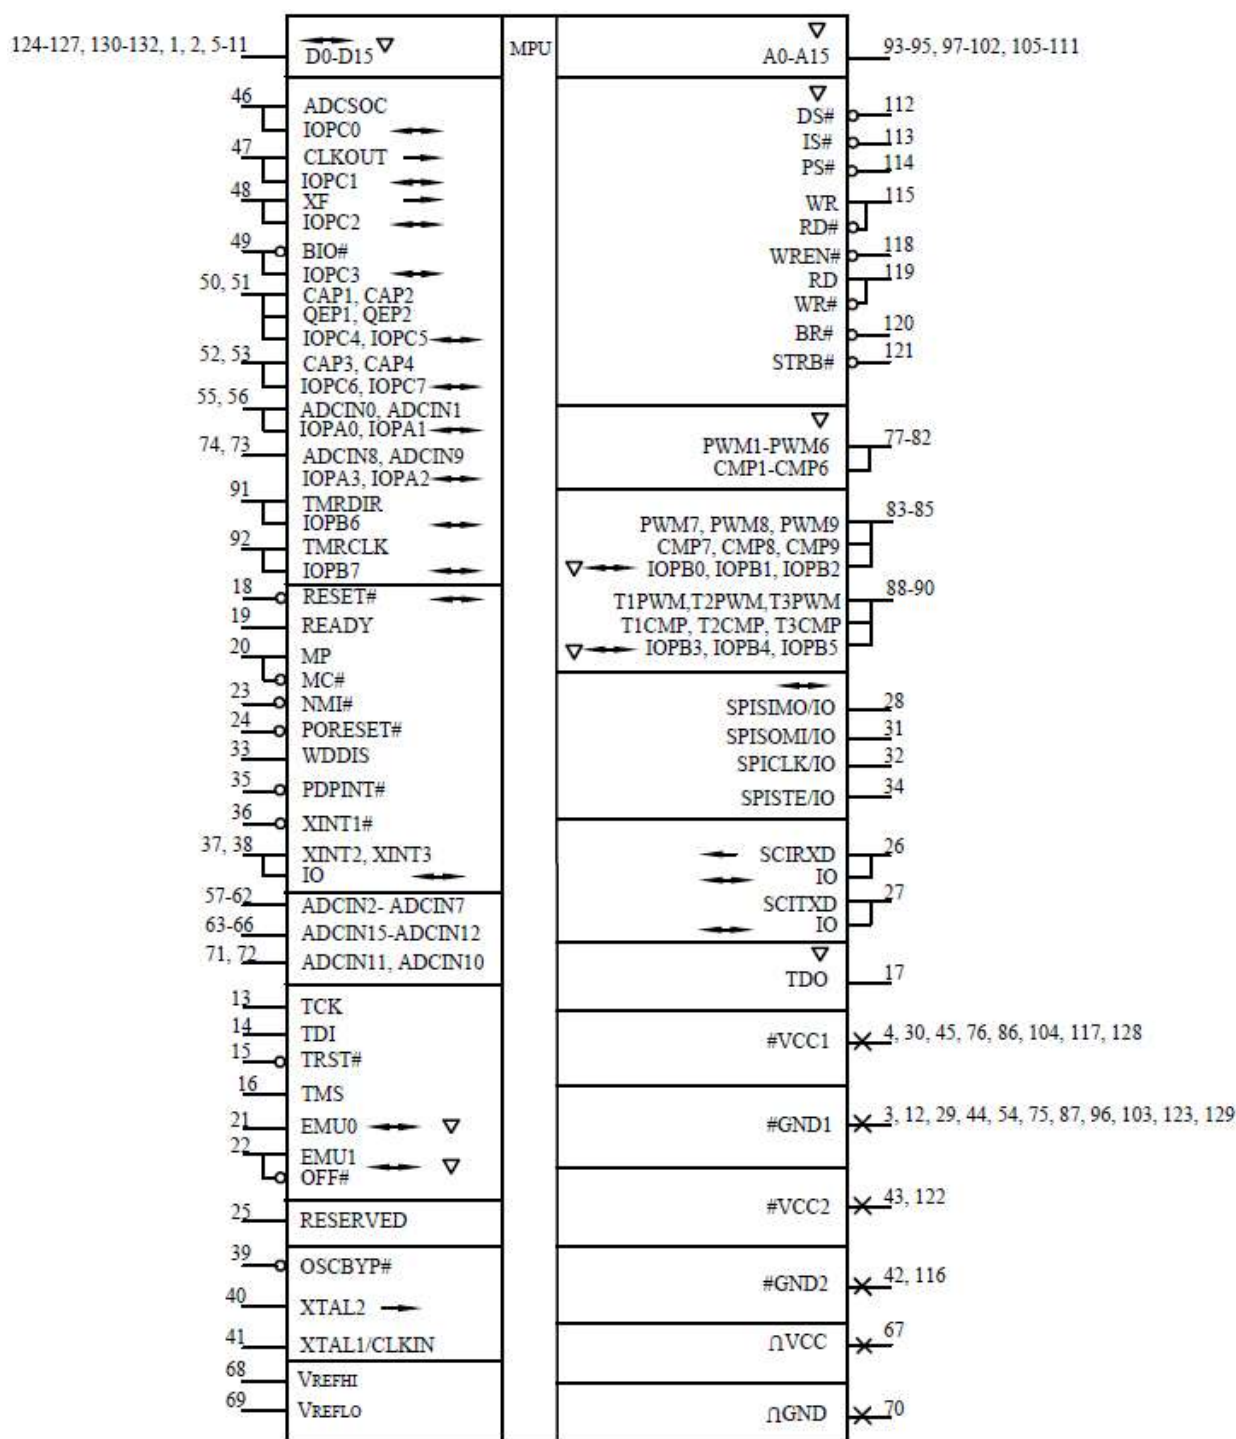 124-127, 130-132, 1, 2, 5-11
D0-D15
46
ADCSOC
IOPC0
47
CLKOUT
IOPC1
48
XF
IOPC2
49
BIO#
IOPC3
50, 51
CAP1, CAP2
QEP1, QEP2
IOPC4, IOPC5
52, 53
CAP3, CAP4
IOPC6, IOPC7
55, 56
ADCIN0, ADCIN1
IOPA0, IOPA1
74, 73
ADCIN8, ADCIN9
IOPA3, IOPA2
91
TMRDIR
IOPB6
92
TMRCLK
IOPB7
18
RESET#
19
READY
20
MP
MC#
23
NMI#
24
PORESET#
33
WDDIS
35
PDPINT#
36
XINT1#
37, 38
XINT2, XINT3
IO
57-62
ADCIN2- ADCIN7
63-66
ADCIN15-ADCIN12
71, 72
ADCIN11, ADCIN10
13
TCK
14
TDI
15
TRST#
16
TMS
21
EMU0
22
EMU1
OFF#
25
RESERVED
39
OSCBYP#
40
XTAL2
41
XTAL1/CLKIN
68
VREFHI
69
VREFLO
MPU
A0-A15
93-95, 97-102, 105-111
DS#
112
IS#
113
PS#
114
WR
115
RD#
WREN#
118
RD
119
WR#
BR#
120
STRB#
121
PWM1-PWM6
77-82
CMP1-CMP6
PWM7, PWM8, PWM9
83-85
CMP7, CMP8, CMP9
IOPB0, IOPB1, IOPB2
T1PWM,T2PWM,T3PWM
88-90
T1CMP, T2CMP, T3CMP
IOPB3, IOPB4, IOPB5
SPISIMO/IO
28
SPISOMI/IO
31
SPICLK/IO
32
SPISTE/IO
34
SCIRXD
26
IO
SCITXD
27
IO
TDO
17
#VCC1
4, 30, 45, 76, 86, 104, 117, 128
#GND1
3, 12, 29, 44, 54, 75, 87, 96, 103, 123, 129
#VCC2
43, 122
#GND2
42, 116
∩VCC
67
∩GND
70